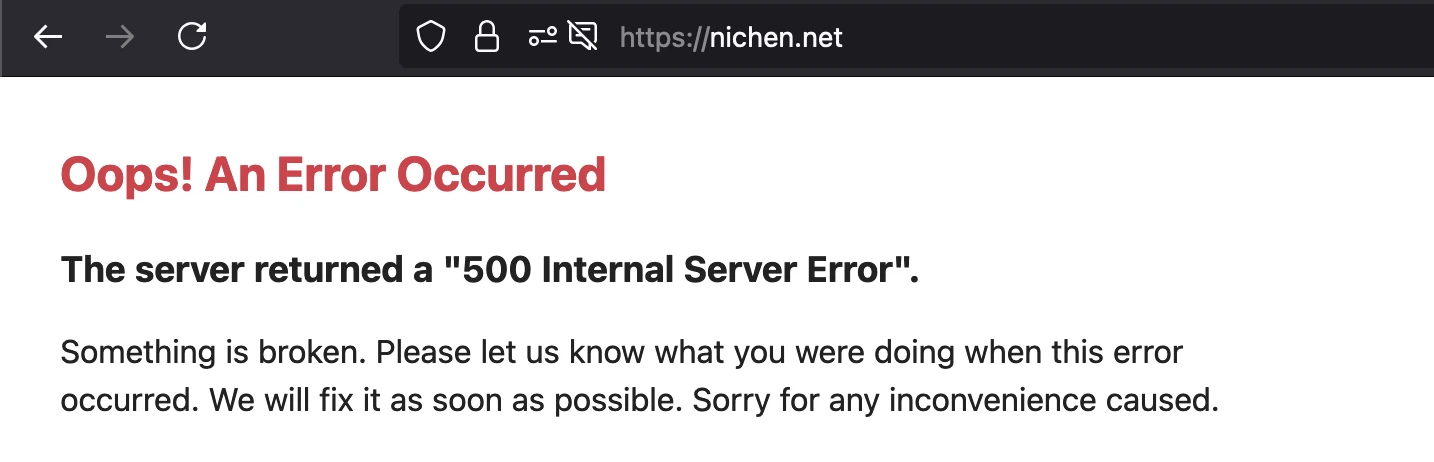 https://nichen.net
Oops! An Error Occurred
The server returned a "500 Internal Server Error".
Something is broken. Please let us know what you were doing when this error
occurred. We will fix it as soon as possible. Sorry for any inconvenience caused.